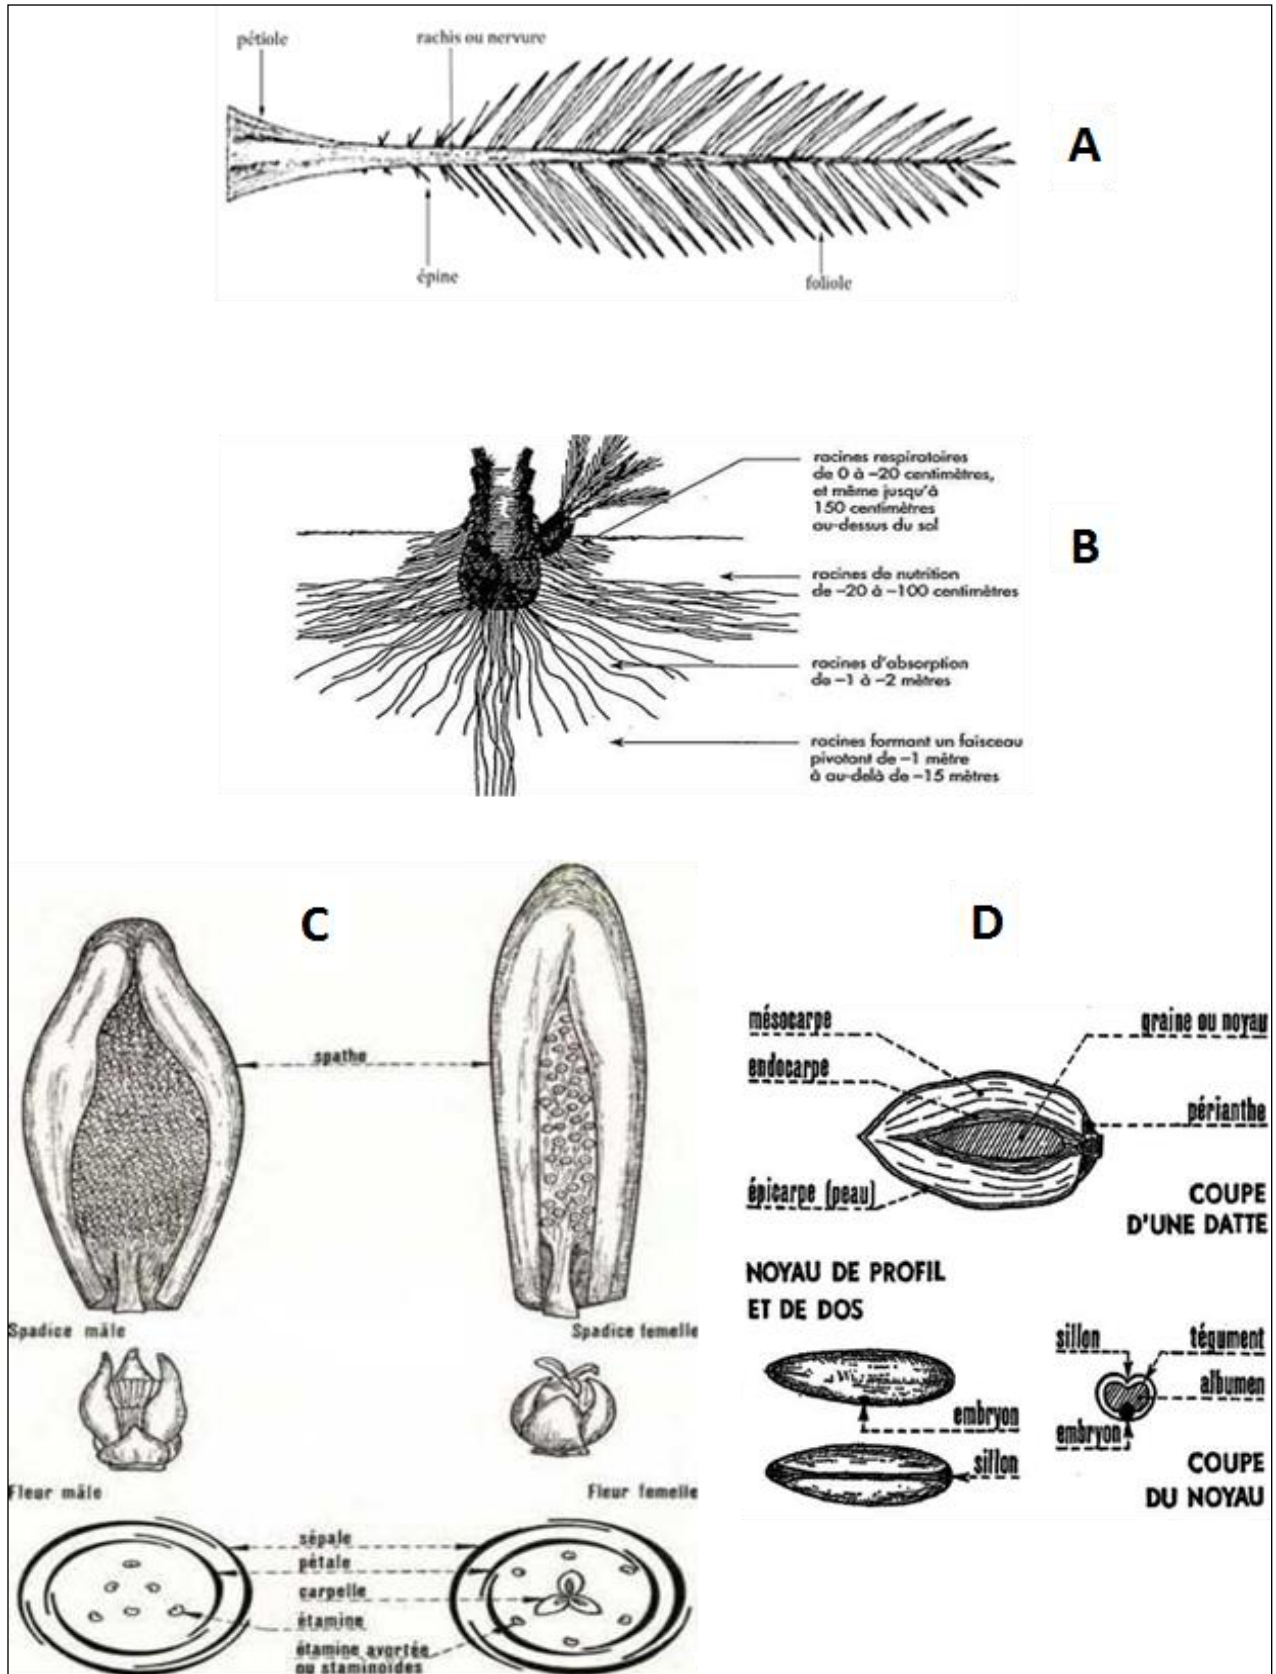 pétiole
rachis ou nervure
A
épine
foliole
racines respiratoires
de 0 à –20 centimètres,
et même jusqu'à
150 centimètres
au-dessus du sol
B
racines de nutrition
de –20 à –100 centimètres
racines d'absorption
de –1 à –2 mètres
racines formant un faisceau
pivotant de –1 mètre
à au-delà de –15 mètres
C
spathe
Spadice mâle
Spadice femelle
Fleur mâle
Fleur femelle
sépale
pétale
carpelle
étamine
étamine avortée
ou staminoïdes
D
mésocarpe
graine ou noyau
endocarpe
périanthe
épicarpe (peau)
COUPE
D'UNE DATTE
NOYAU DE PROFIL
ET DE DOS
sillon
tégument
albumen
embryon
embryon
sillon
COUPE
DU NOYAU